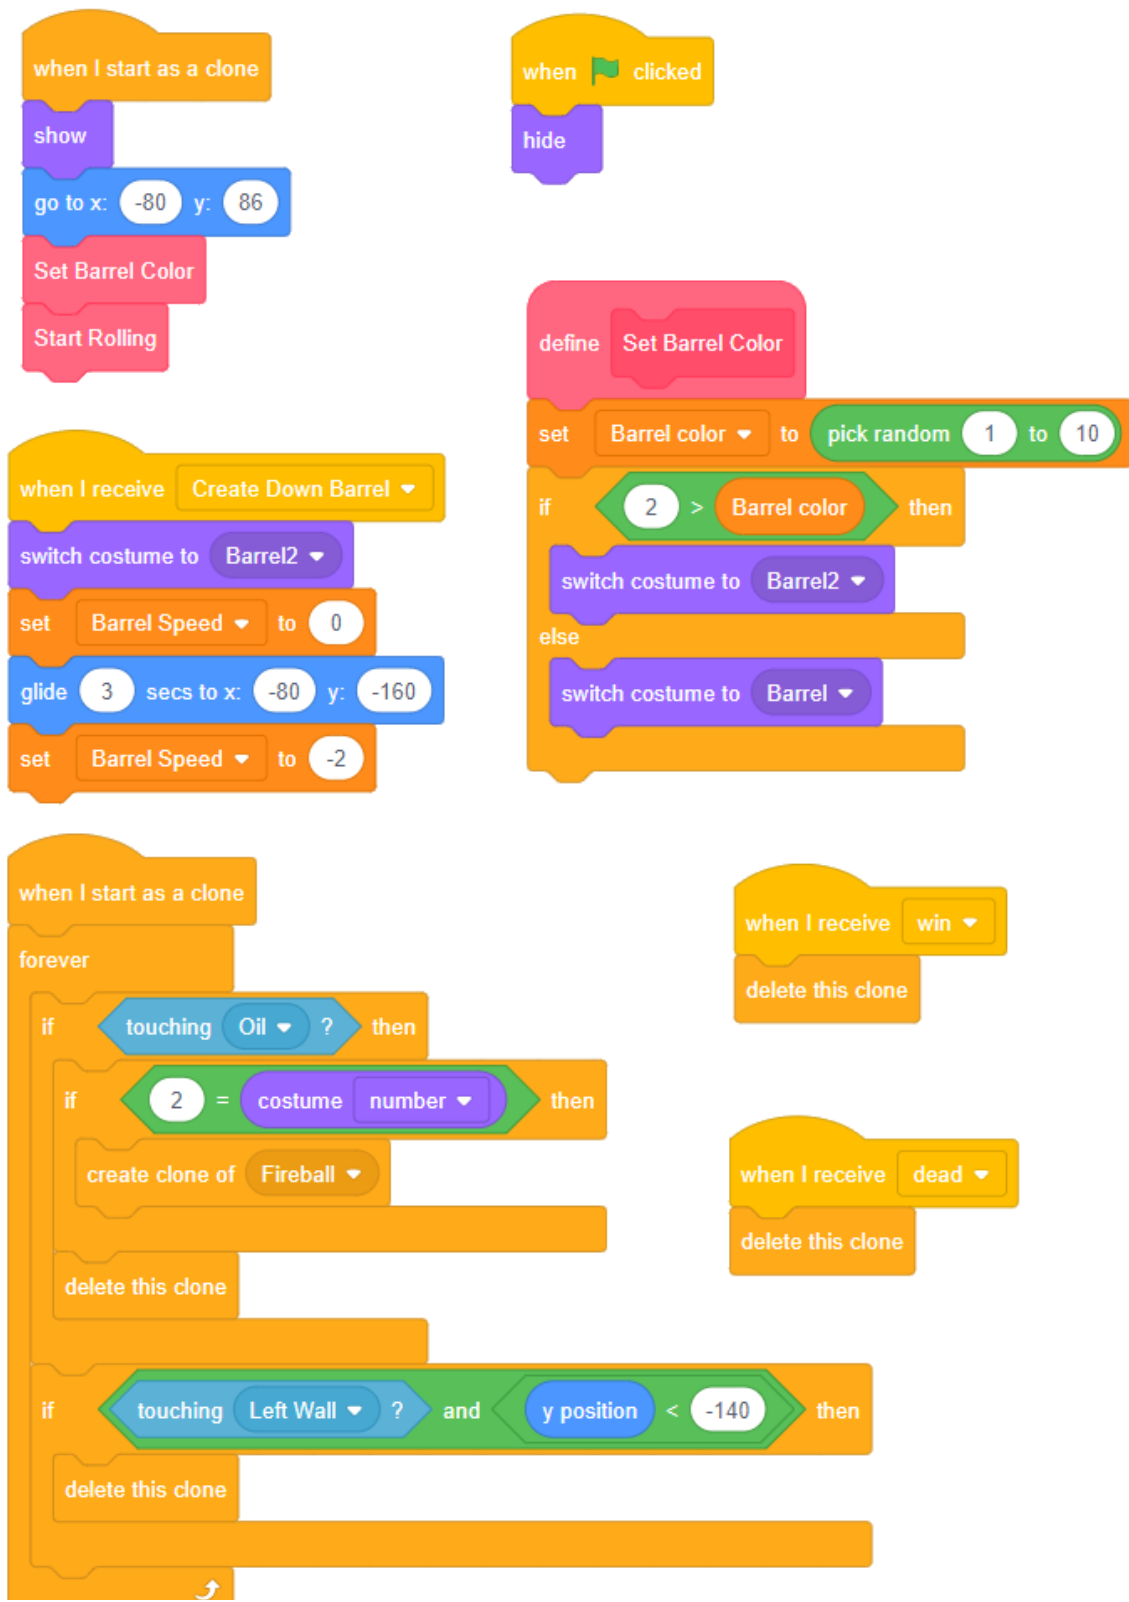 when I start as a clone
show
go to x: -80 y: 86
Set Barrel Color
Start Rolling
when clicked
hide
define Set Barrel Color
set Barrel color to pick random 1 to 10
if 2 > Barrel color then
switch costume to Barrel2
else
switch costume to Barrel
when I receive Create Down Barrel
switch costume to Barrel2
set Barrel Speed to 0
glide 3 secs to x: -80 y: -160
set Barrel Speed to -2
when I start as a clone
forever
if touching Oil ? then
if 2 = costume number then
create clone of Fireball
delete this clone
if touching Left Wall ? and y position < -140 then
delete this clone
when I receive win
delete this clone
when I receive dead
delete this clone